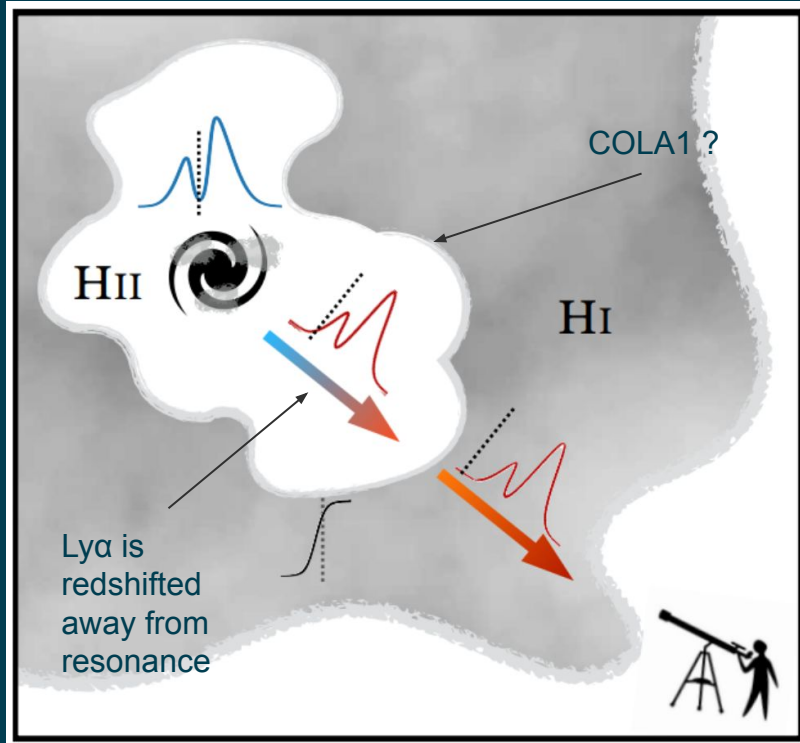 COLA1 ?
HII
HI
Lyα is
redshifted
away from
resonance